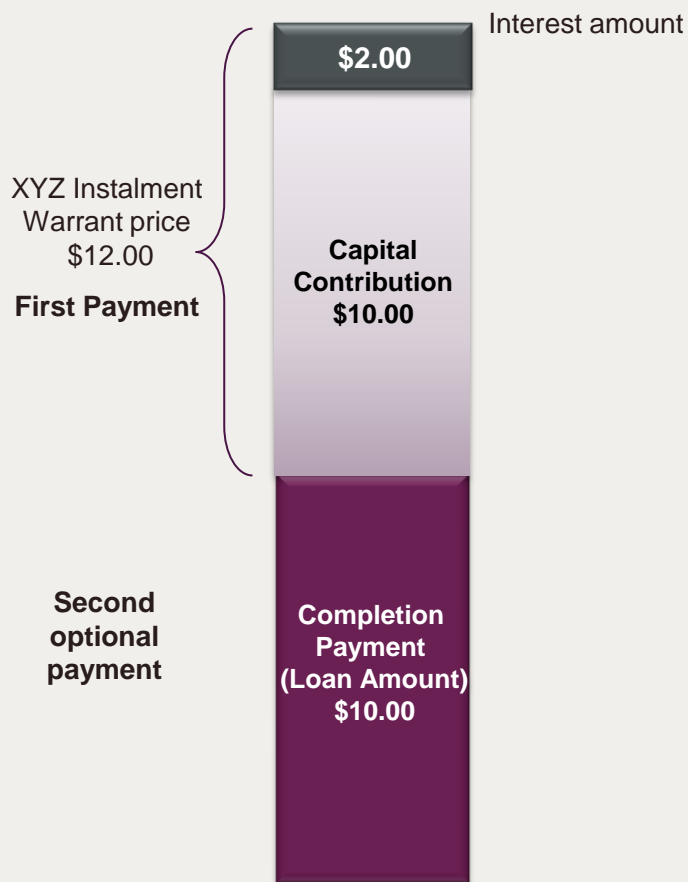 Interest amount
$2.00
XYZ Instalment
Warrant price
$12.00
First Payment
Capital
Contribution
$10.00
Second
optional
payment
Completion
Payment
(Loan Amount)
$10.00